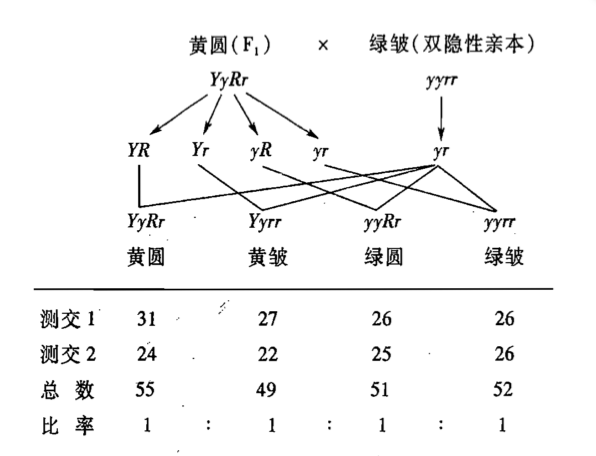 黄圆(F₁) × 绿皱(双隐性亲本)
YyRr yyrr
YR Yr yR yr yr
YyRr Yyrr yyRr yyrr
黄圆 黄皱 绿圆 绿皱
测交1 31 27 26 26
测交2 24 22 25 26
总 数 55 49 51 52
比 率 1 : 1 : 1 : 1